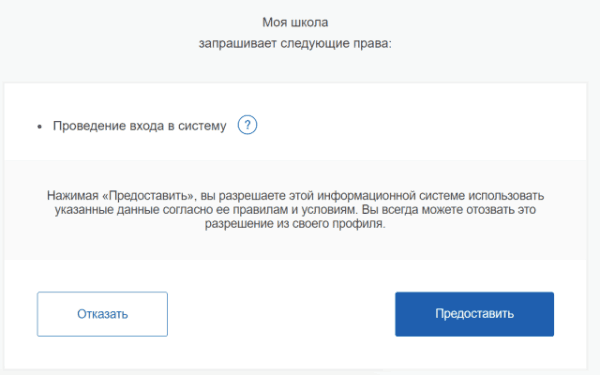 Моя школа
запрашивает следующие права:
• Проведение входа в систему ?
Нажимая «Предоставить», вы разрешаете этой информационной системе использовать
указанные данные согласно ее правилам и условиям. Вы всегда можете отозвать это
разрешение из своего профиля.
Отказать
Предоставить